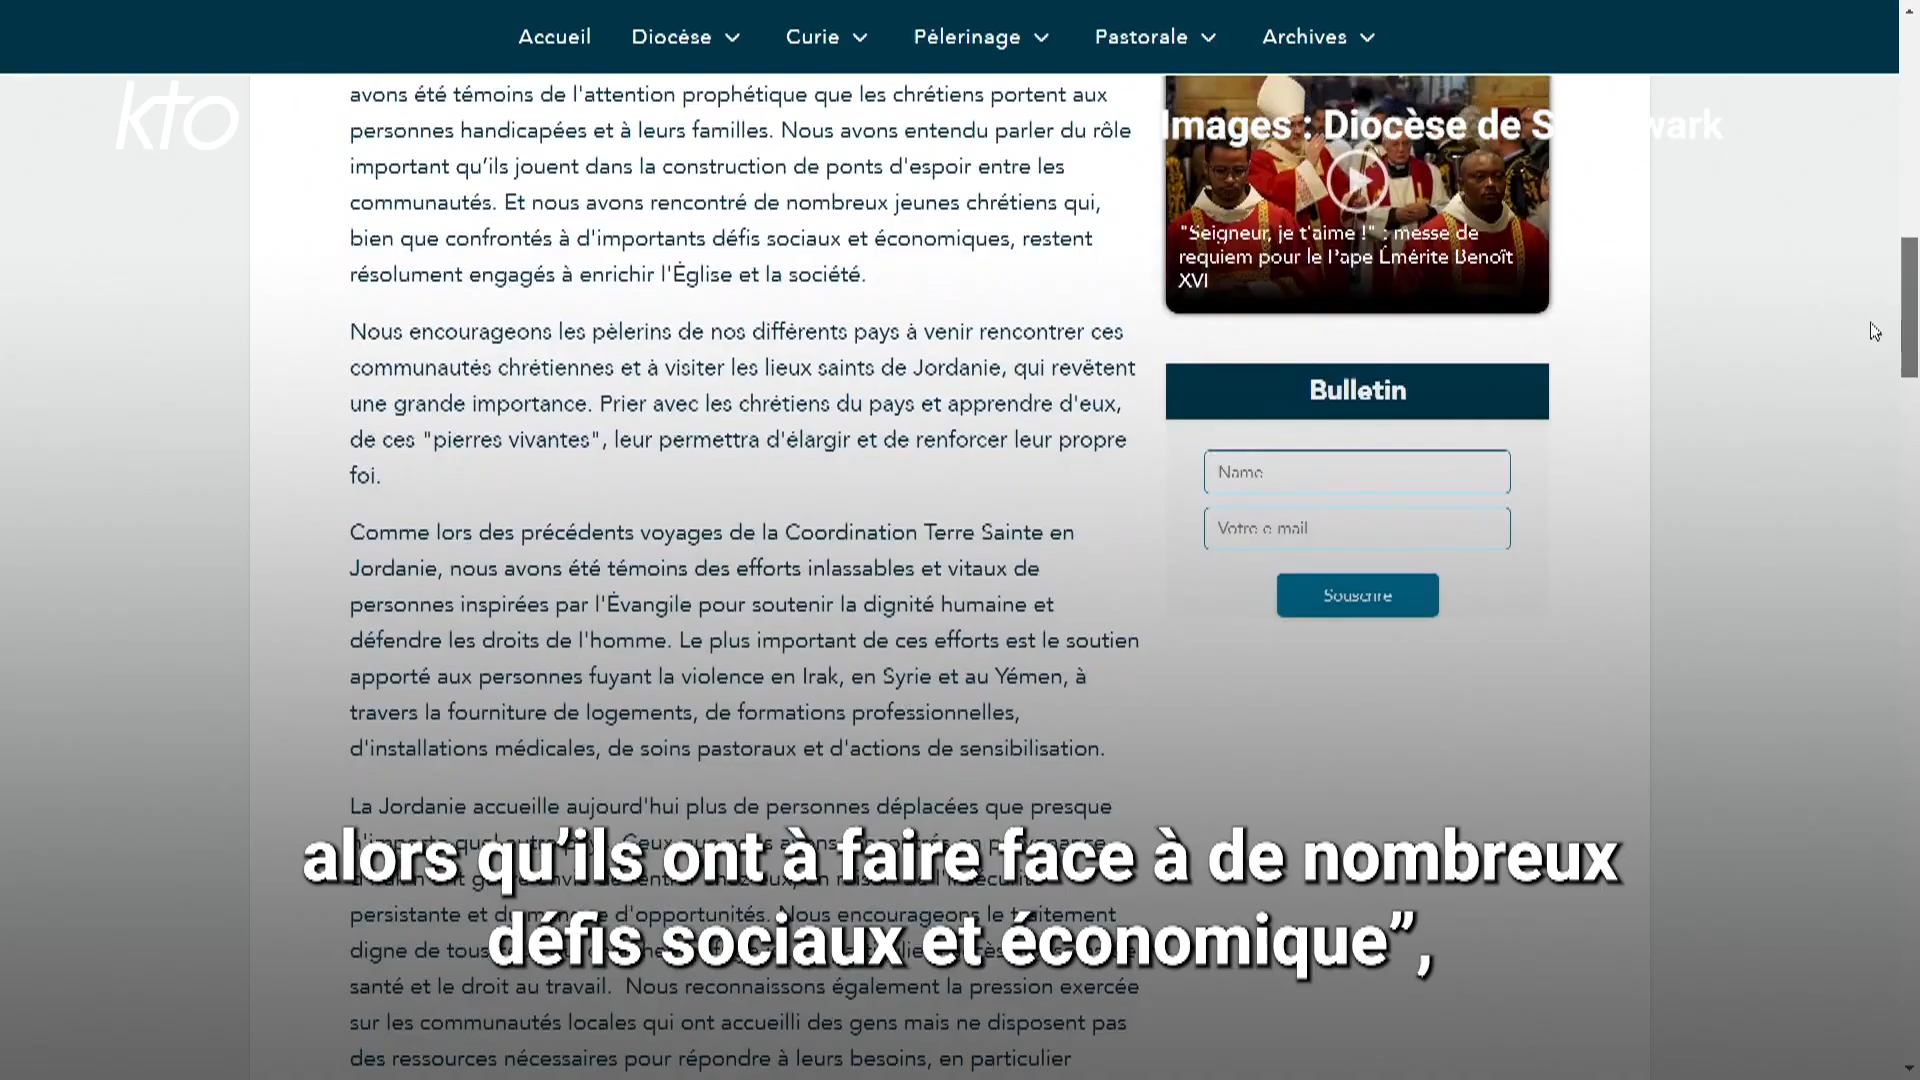 Accueil Diocèse Curie Pèlerinage Pastorale Archives
kto
Images : Diocèse de S
avons été témoins de l'attention prophétique que les chrétiens portent aux
personnes handicapées et à leurs familles. Nous avons entendu parler du rôle
important qu’ils jouent dans la construction de ponts d'espoir entre les
communautés. Et nous avons rencontré de nombreux jeunes chrétiens qui,
bien que confrontés à d'importants défis sociaux et économiques, restent
résolument engagés à enrichir l'Église et la société.
Nous encourageons les pèlerins de nos différents pays à venir rencontrer ces
communautés chrétiennes et à visiter les lieux saints de Jordanie, qui revêtent
une grande importance. Prier avec les chrétiens du pays et apprendre d'eux,
de ces "pierres vivantes", leur permettra d'élargir et de renforcer leur propre
foi.
Comme lors des précédents voyages de la Coordination Terre Sainte en
Jordanie, nous avons été témoins des efforts inlassables et vitaux de
personnes inspirées par l'Évangile pour soutenir la dignité humaine et
défendre les droits de l'homme. Le plus important de ces efforts est le soutien
apporté aux personnes fuyant la violence en Irak, en Syrie et au Yémen, à
travers la fourniture de logements, de formations professionnelles,
d'installations médicales, de soins pastoraux et d'actions de sensibilisation.
La Jordanie accueille aujourd'hui plus de personnes déplacées que presque
persistante et d'opportunités. Nous encourageons le traitement
digne de tous
santé et le droit au travail. Nous reconnaissons également la pression exercée
sur les communautés locales qui ont accueilli des gens mais ne disposent pas
des ressources nécessaires pour répondre à leurs besoins, en particulier
"Seigneur, je t'aime !" : messe de
requiem pour le Pape Émérite Benoît
XVI
Bulletin
Name
Votre e-mail
Souscrire
alors qu’ils ont à faire face à de nombreux
défis sociaux et économique”,